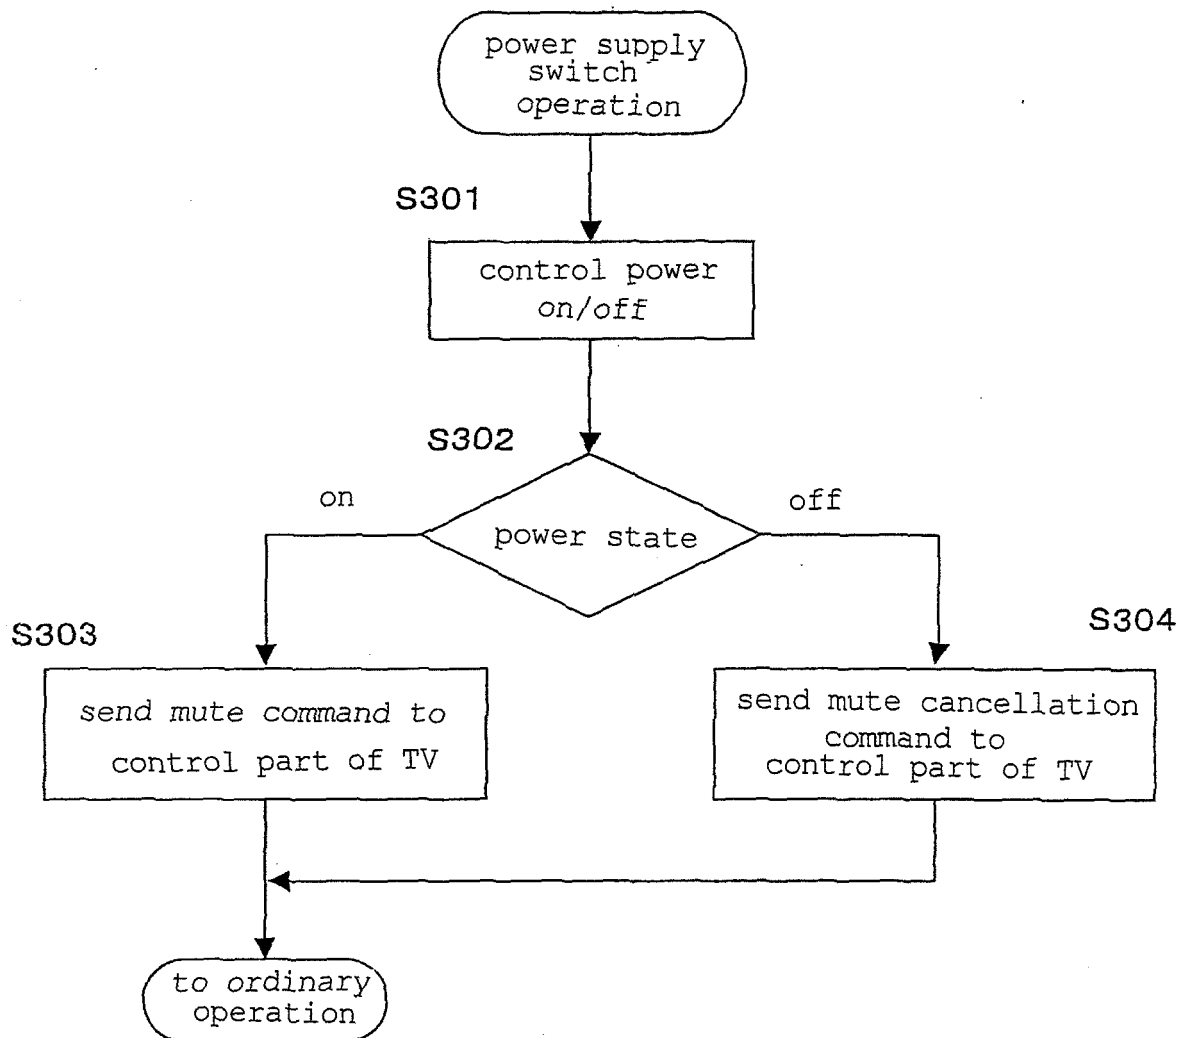 power supply
switch
operation
S301
control power
on/off
S302
on
off
power state
S303
S304
send mute command to
control part of TV
send mute cancellation
command to
control part of TV
to ordinary
operation